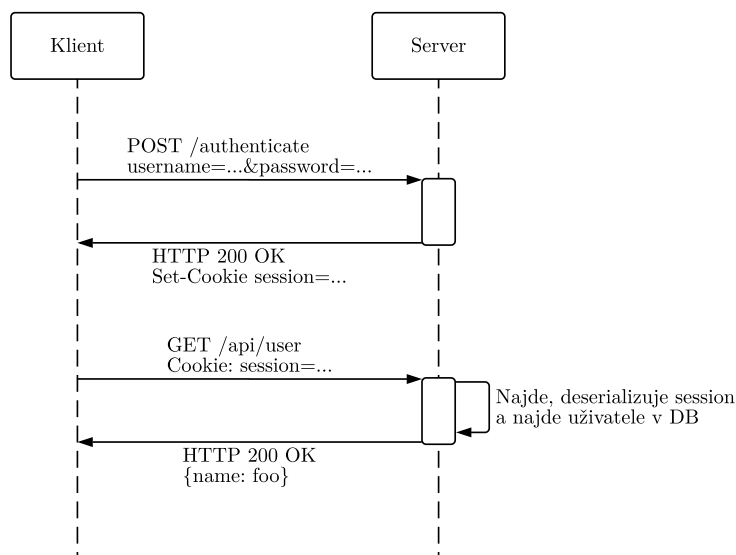 Klient
Server
POST /authenticate
username=...&password=...
HTTP 200 OK
Set-Cookie session=...
GET /api/user
Cookie: session=...
Najde, deserializuje session
a najde uživatele v DB
HTTP 200 OK
{name: foo}